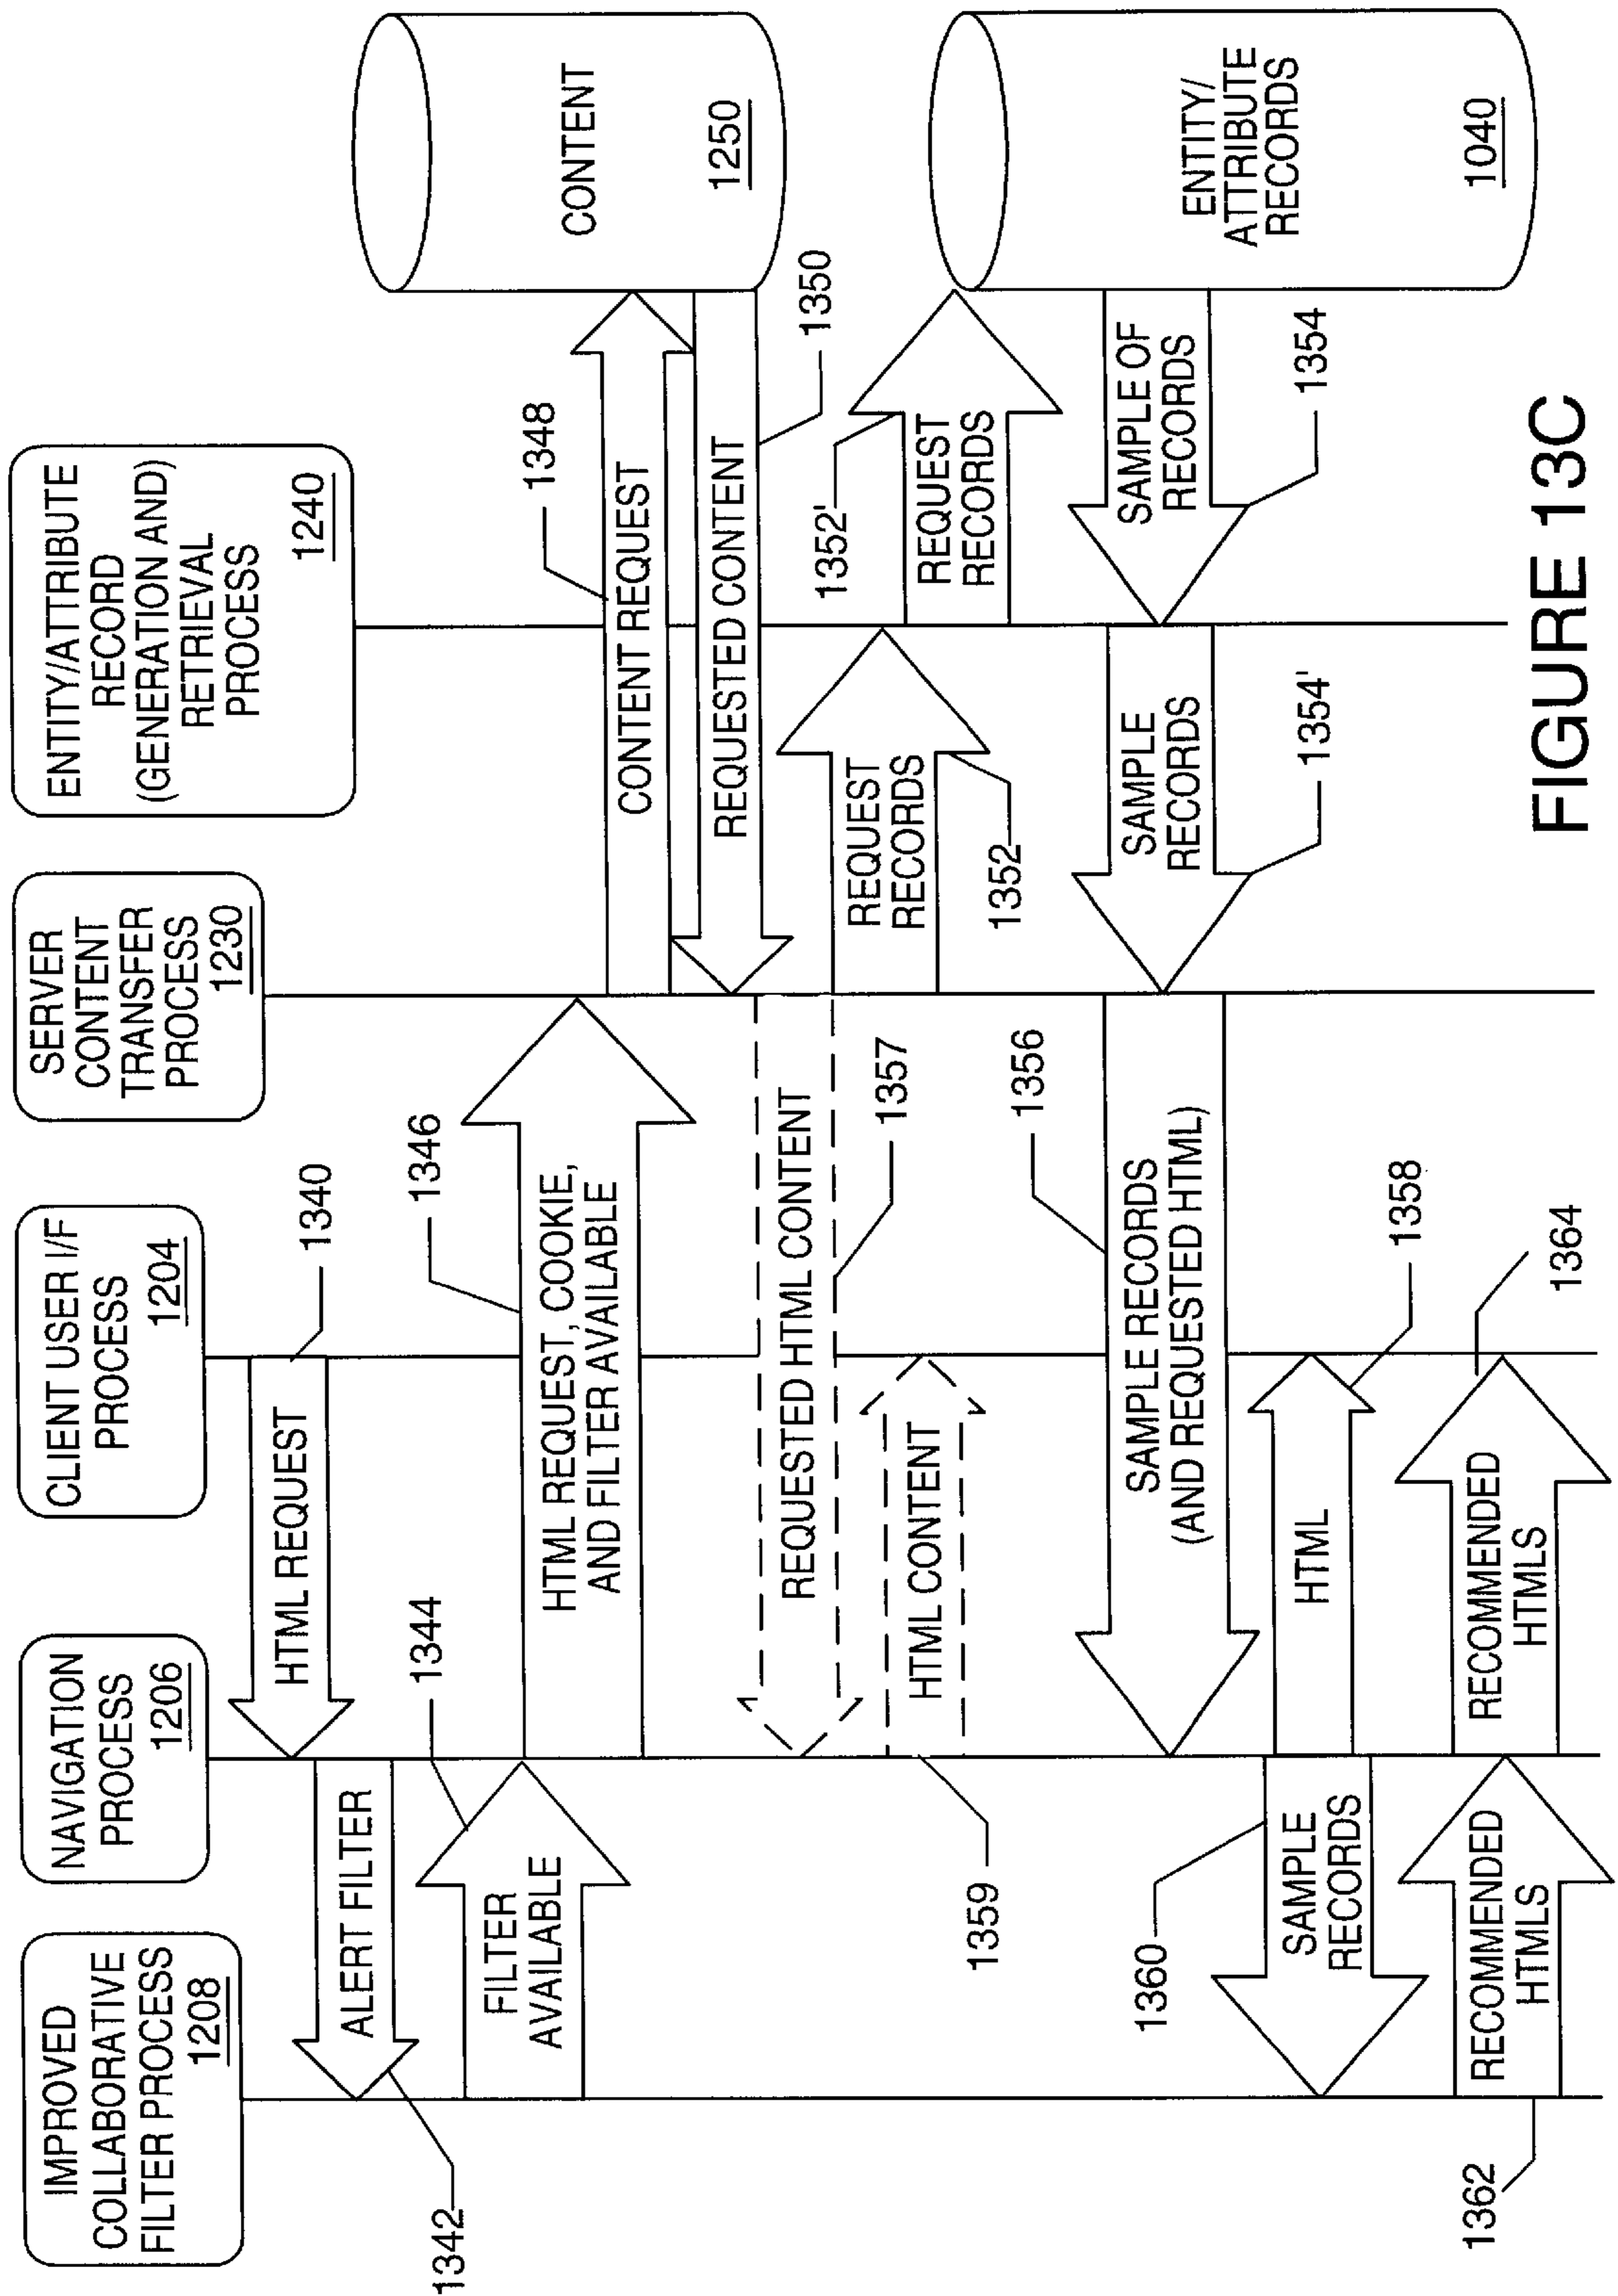 IMPROVED
COLLABORATIVE
FILTER PROCESS
1208
NAVIGATION
PROCESS
1206
CLIENT USER I/F
PROCESS
1204
SERVER
CONTENT
TRANSFER
PROCESS
1230
ENTITY/ATTRIBUTE
RECORD
(GENERATION AND)
RETRIEVAL
PROCESS
1240
CONTENT
1250
ENTITY/
ATTRIBUTE
RECORDS
1040
HTML REQUEST
1340
ALERT FILTER
1342
FILTER
AVAILABLE
1344
HTML REQUEST, COOKIE,
AND FILTER AVAILABLE
1346
CONTENT REQUEST
1348
REQUESTED CONTENT
1350
REQUESTED HTML CONTENT
1357
HTML CONTENT
1359
REQUEST
RECORDS
1352
REQUEST
RECORDS
1352'
SAMPLE OF
RECORDS
1354
SAMPLE
RECORDS
1354'
SAMPLE RECORDS
(AND REQUESTED HTML)
1356
HTML
1358
SAMPLE
RECORDS
1360
RECOMMENDED
HTMLS
1362
RECOMMENDED
HTMLS
1364
FIGURE 13C